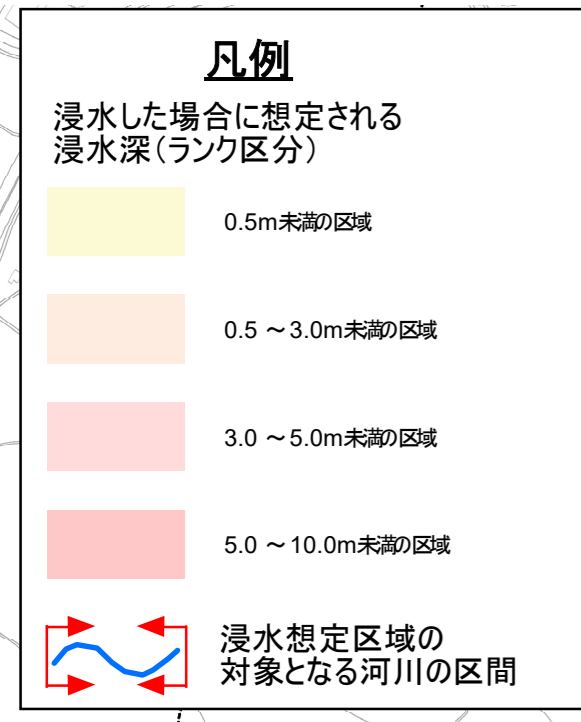 凡例
浸水した場合に想定される
浸水深(ランク区分)
0.5m未満の区域
0.5 ～3.0m未満の区域
3.0 ～5.0m未満の区域
5.0 ～10.0m未満の区域
浸水想定区域の
対象となる河川の区間